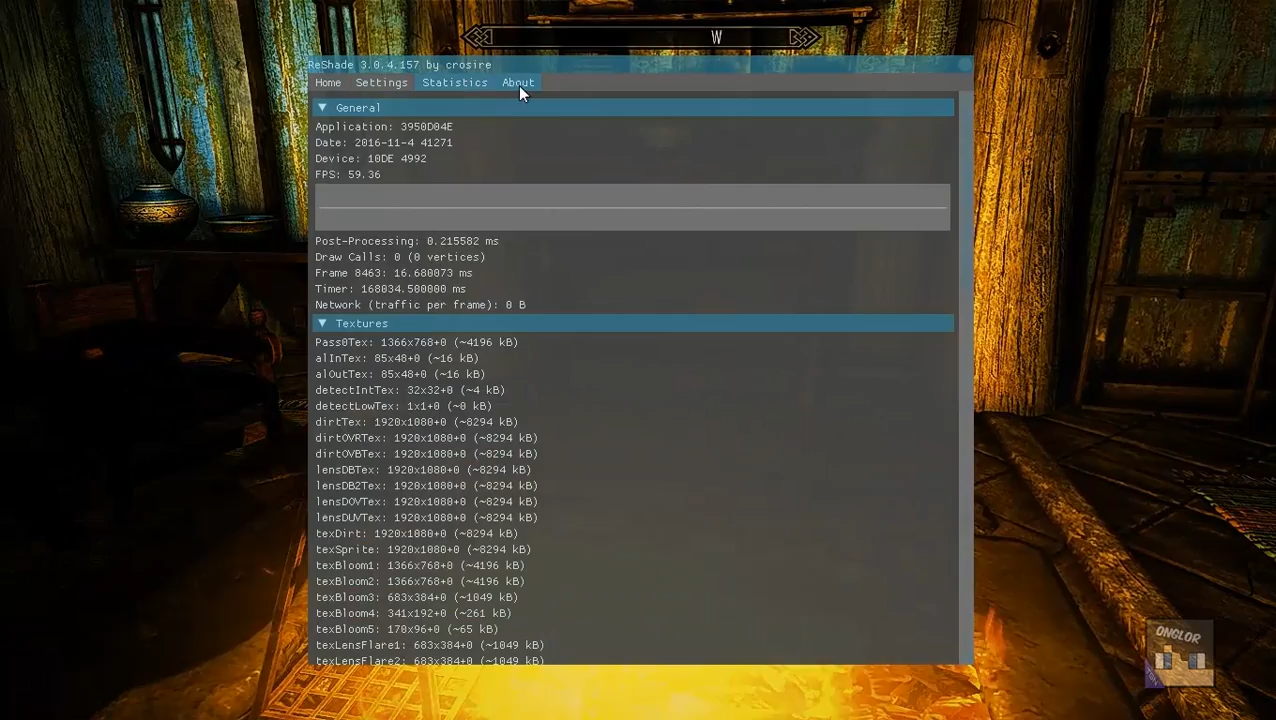 W
ReShade 3.0.4.157 by crosire
Home Settings Statistics About
▼ General
Application: 3950D04E
Date: 2016-11-4 41271
Device: 10DE 4992
FPS: 59.36
Post-Processing: 0.215582 ms
Draw Calls: 0 (0 vertices)
Frame 8463: 16.680073 ms
Timer: 168034.500000 ms
Network (traffic per frame): 0 B
▼ Textures
Pass0Tex: 1366x768+0 (~4196 kB)
alInTex: 85x48+0 (~16 kB)
alOutTex: 85x48+0 (~16 kB)
detectIntTex: 32x32+0 (~4 kB)
detectLowTex: 1x1+0 (~0 kB)
dirtTex: 1920x1080+0 (~8294 kB)
dirtOVRTex: 1920x1080+0 (~8294 kB)
dirtOVBTex: 1920x1080+0 (~8294 kB)
lensDBTex: 1920x1080+0 (~8294 kB)
lensDB2Tex: 1920x1080+0 (~8294 kB)
lensDOVTex: 1920x1080+0 (~8294 kB)
lensDUVTex: 1920x1080+0 (~8294 kB)
texDirt: 1920x1080+0 (~8294 kB)
texSprite: 1920x1080+0 (~8294 kB)
texBloom1: 1366x768+0 (~4196 kB)
texBloom2: 1366x768+0 (~4196 kB)
texBloom3: 683x384+0 (~1049 kB)
texBloom4: 341x192+0 (~261 kB)
texBloom5: 170x96+0 (~65 kB)
texLensFlare1: 683x384+0 (~1049 kB)
texLensFlare2: 683x384+0 (~1049 kB)
ONGLOR